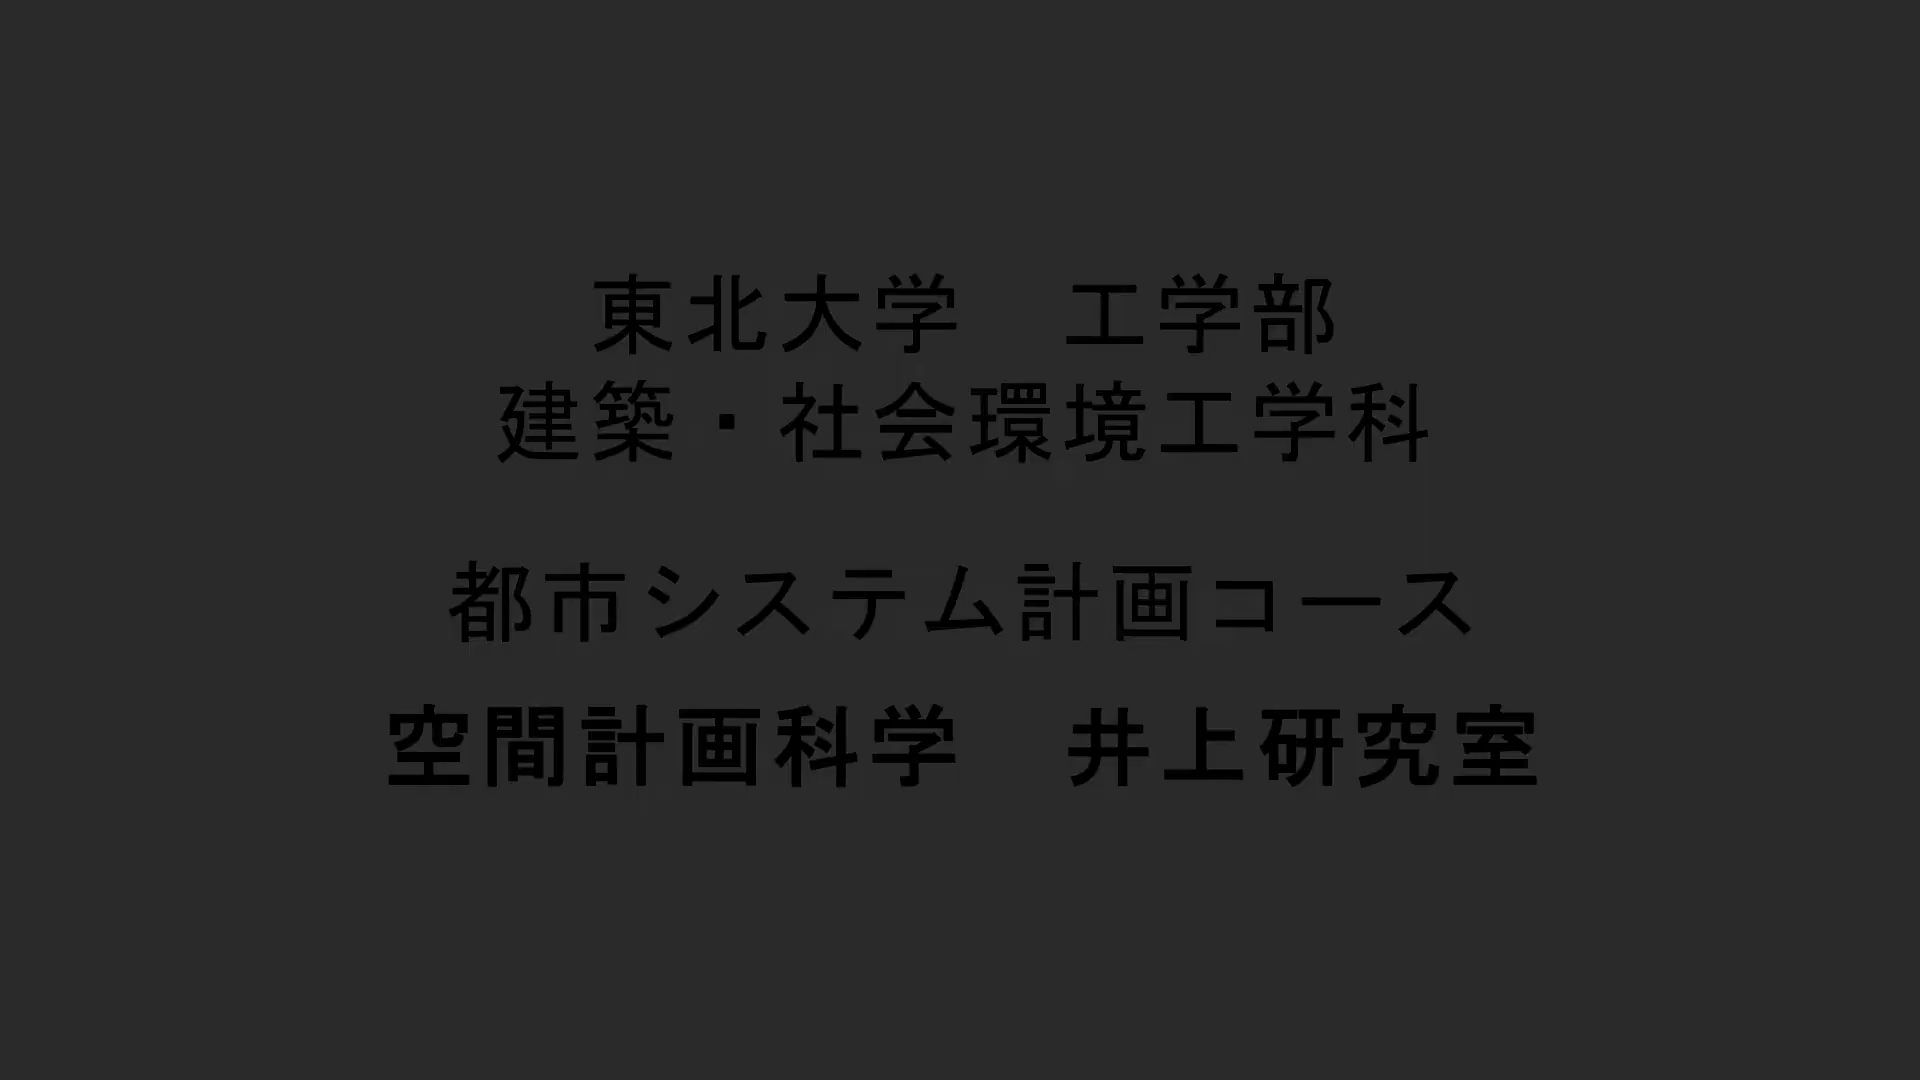 東北大学　工学部
建築・社会環境工学科
都市システム計画コース
空間計画科学　井上研究室